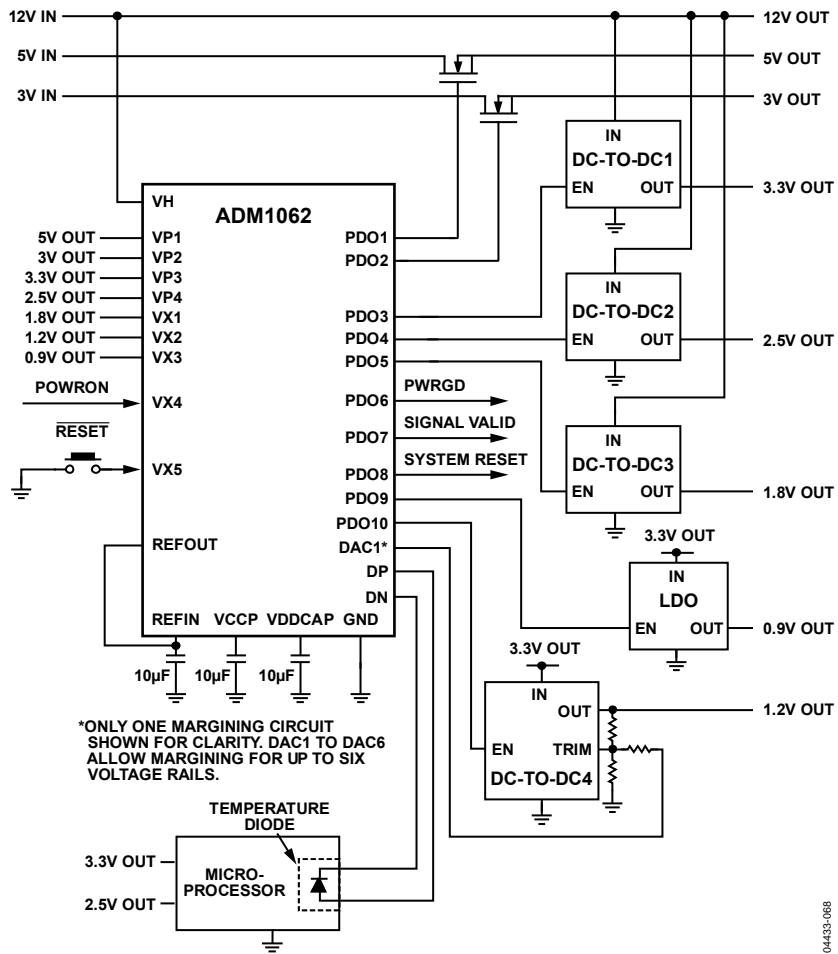 12V IN
12V OUT
5V IN
5V OUT
3V IN
3V OUT
IN
DC-TO-DC1
EN OUT
3.3V OUT
VH
ADM1062
5V OUT
VP1
PDO1
3V OUT
VP2
PDO2
3.3V OUT
VP3
2.5V OUT
VP4
1.8V OUT
VX1
PDO3
1.2V OUT
VX2
PDO4
0.9V OUT
VX3
PDO5
IN
DC-TO-DC2
EN OUT
2.5V OUT
POWRON
VX4
PDO6
PWRGD
PDO7
SIGNAL VALID
RESET
VX5
PDO8
SYSTEM RESET
PDO9
PDO10
IN
DC-TO-DC3
EN OUT
1.8V OUT
REFOUT
DAC1*
DP
DN
3.3V OUT
IN
LDO
EN OUT
0.9V OUT
REFIN VCCP VDDCAP GND
10µF 10µF 10µF
3.3V OUT
IN
OUT
1.2V OUT
EN TRIM
DC-TO-DC4
*ONLY ONE MARGINING CIRCUIT
SHOWN FOR CLARITY. DAC1 TO DAC6
ALLOW MARGINING FOR UP TO SIX
VOLTAGE RAILS.
TEMPERATURE
DIODE
3.3V OUT
2.5V OUT
MICRO-
PROCESSOR
04433-068